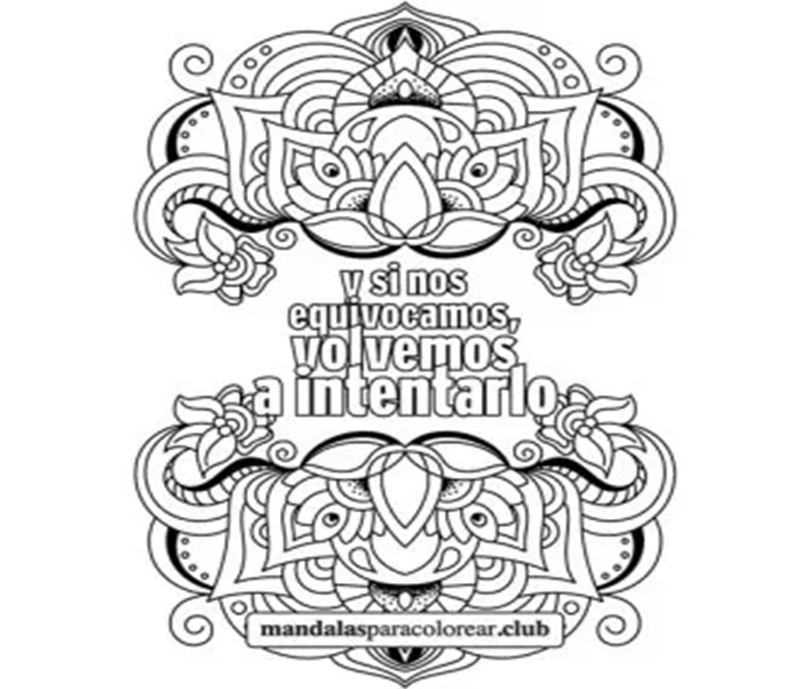 y si nos
equivocamos,
volvemos
a intentarlo
mandalasparacolorear.club